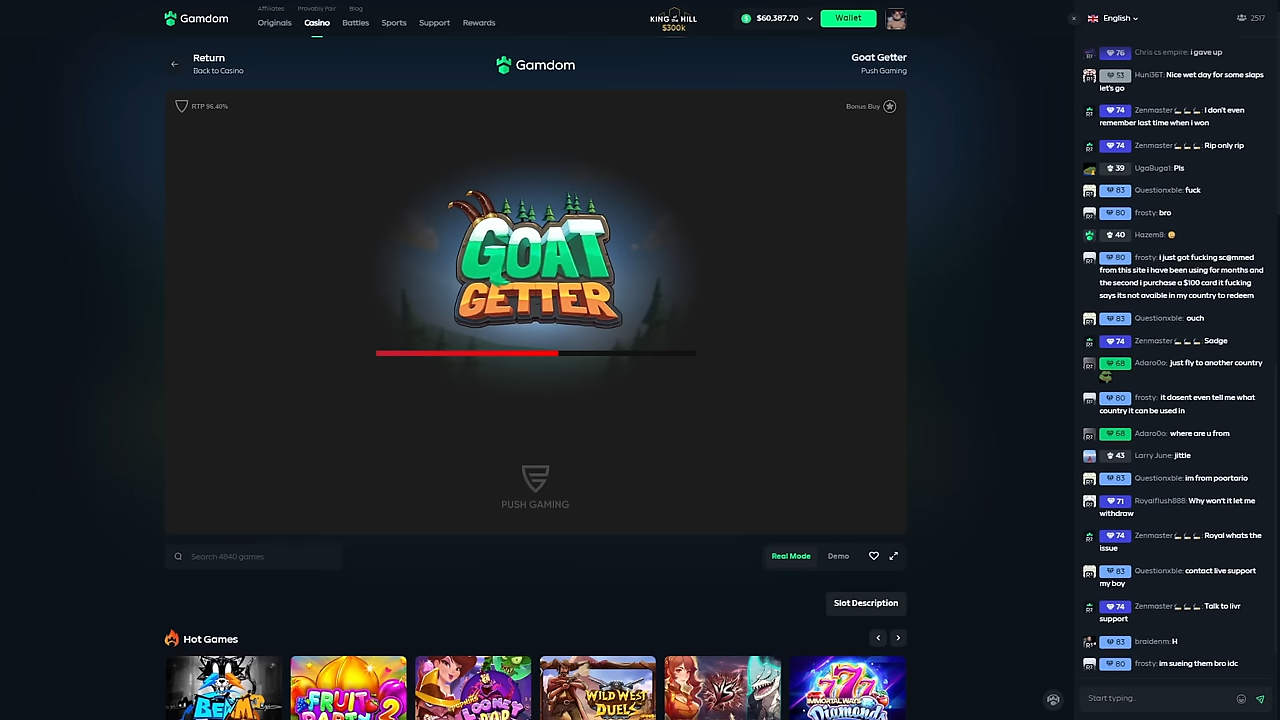 Affiliates Provably Fair Blog
Gamdom
Originals Casino Battles Sports Support Rewards
KING OF THE HILL
$300k
$60,387.70
Wallet
English
2517
Return
Back to Casino
Gamdom
Goat Getter
Push Gaming
RTP 96.40%
Bonus Buy
GOAT
GETTER
PUSH GAMING
Search 4840 games
Real Mode
Demo
Slot Description
Hot Games
FRUIT
PARTY 2
WILD WEST
DUELS
VS
777
IMMORTAL WAYS
Diamonds
76 Chris cs empire: i gave up
53 Huni36T: Nice wet day for some slaps
let's go
74 Zenmaster: I don't even
remember last time when i won
74 Zenmaster: Rip only rip
39 UgaBuga1: Pls
83 Questionxble: fuck
80 frosty: bro
40 Hazem8: 
80 frosty: i just got fucking sc@mmed
from this site i have been using for months and
the second i purchase a $100 card it fucking
says its not avaible in my country to redeem
83 Questionxble: ouch
74 Zenmaster: Sadge
68 Adaro0o: just fly to another country
80 frosty: it dosent even tell me what
country it can be used in
68 Adaro0o: where are u from
43 Larry June: jittle
83 Questionxble: im from poortario
71 Royalflush888: Why won't it let me
withdraw
74 Zenmaster: Royal whats the
issue
83 Questionxble: contact live support
my boy
74 Zenmaster: Talk to livr
support
83 braidenm: H
80 frosty: im sueing them bro idc
Start typing..